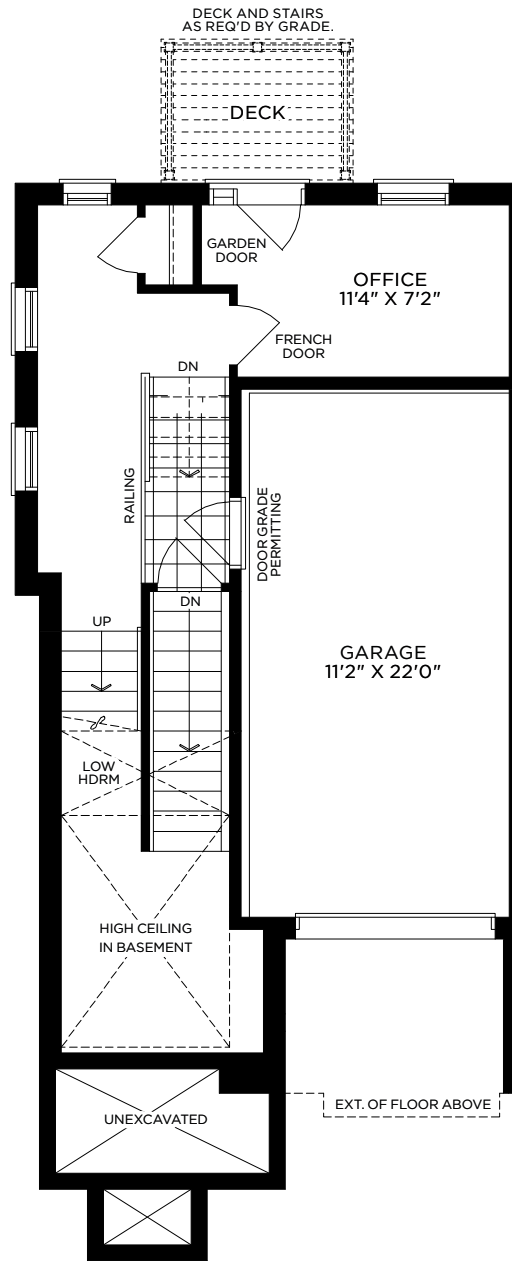 DECK AND STAIRS
AS REQ'D BY GRADE.
DECK
GARDEN
DOOR
OFFICE
11'4" X 7'2"
FRENCH
DOOR
DN
RAILING
DOOR GRADE
PERMITTING
DN
UP
GARAGE
11'2" X 22'0"
LOW
HDRM
HIGH CEILING
IN BASEMENT
EXT. OF FLOOR ABOVE
UNEXCAVATED